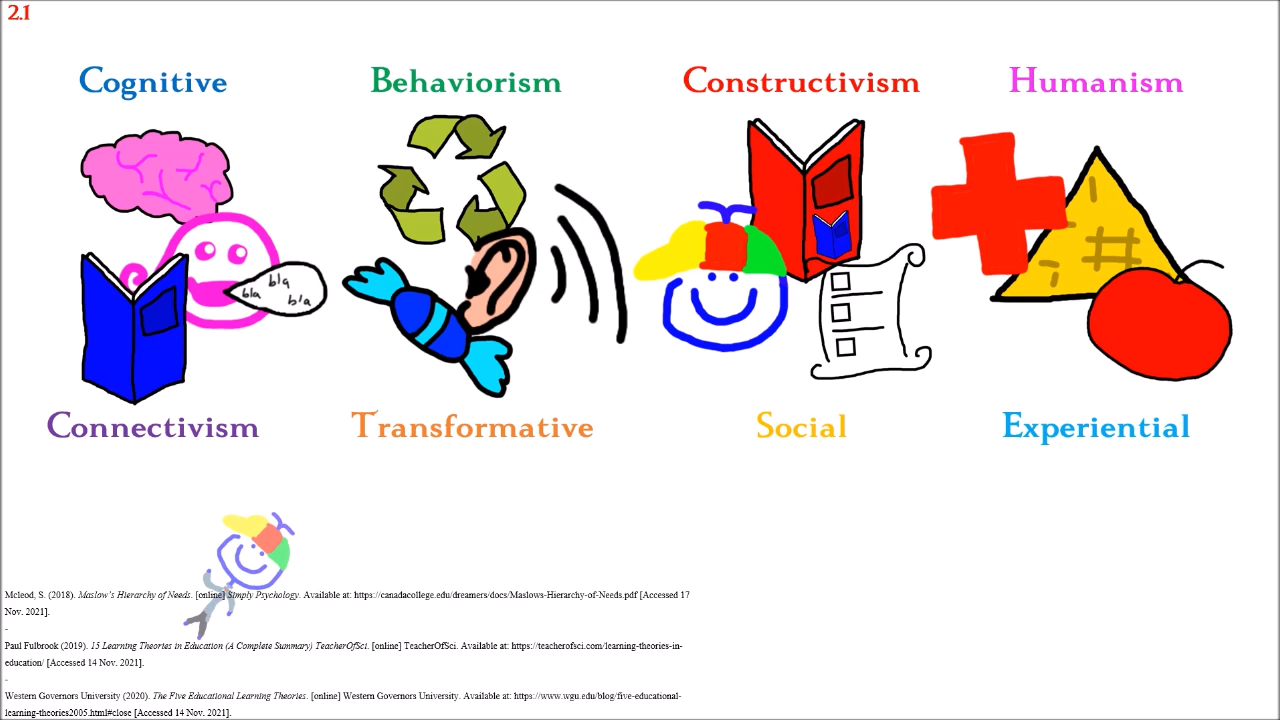 2.1
Cognitive Behaviorism Constructivism Humanism
bla
bla
bla
Connectivism Transformative Social Experiential
Mcleod, S. (2018). Maslow's Hierarchy of Needs. [online] Simply Psychology. Available at: https://canadacollege.edu/dreamers/docs/Maslows-Hierarchy-of-Needs.pdf [Accessed 17
Nov. 2021].
-
Paul Fulbrook (2019). 15 Learning Theories in Education (A Complete Summary) TeacherOfSci. [online] TeacherOfSci. Available at: https://teacherofsci.com/learning-theories-in-
education/ [Accessed 14 Nov. 2021].
-
Western Governors University (2020). The Five Educational Learning Theories. [online] Western Governors University. Available at: https://www.wgu.edu/blog/five-educational-
learning-theories2005.html#close [Accessed 14 Nov. 2021].